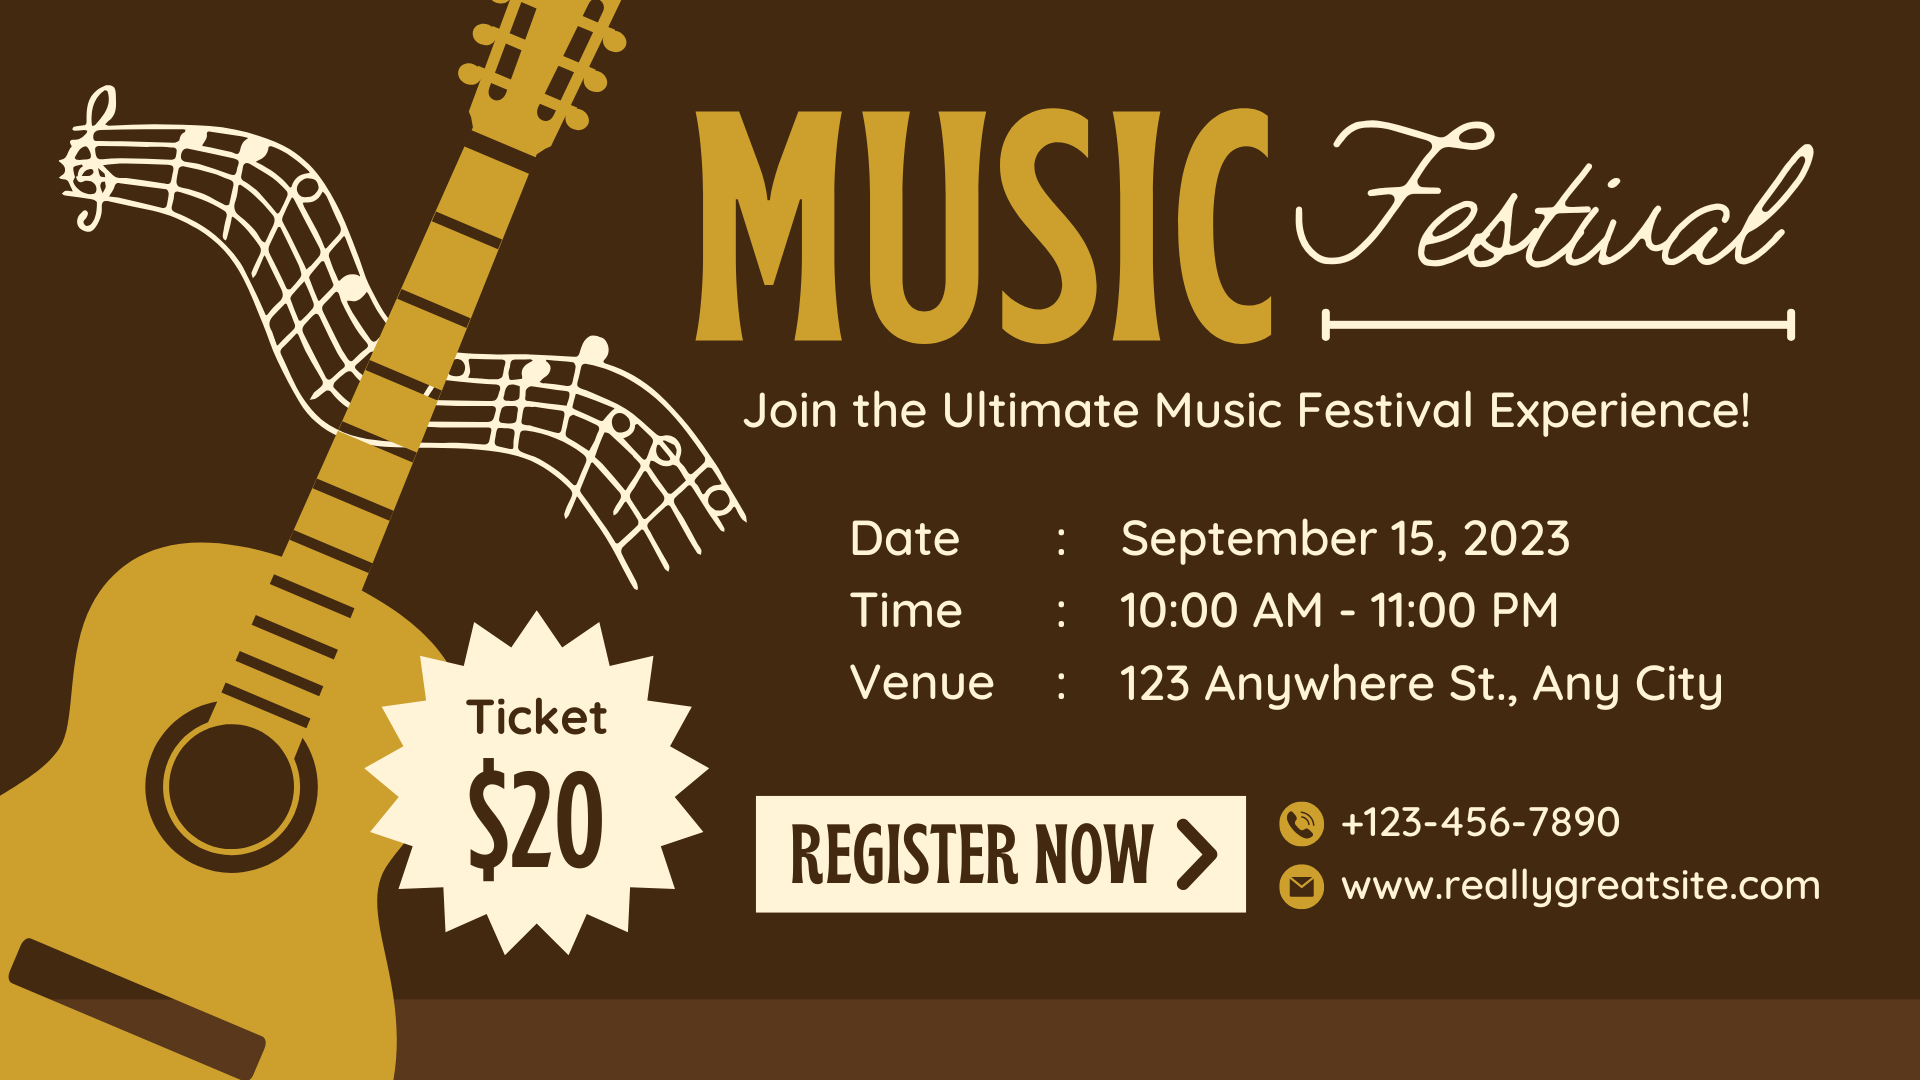 MUSIC Festival
Join the Ultimate Music Festival Experience!
Date : September 15, 2023
Time : 10:00 AM - 11:00 PM
Venue : 123 Anywhere St., Any City
Ticket
$20
REGISTER NOW
+123-456-7890
www.reallygreatsite.com